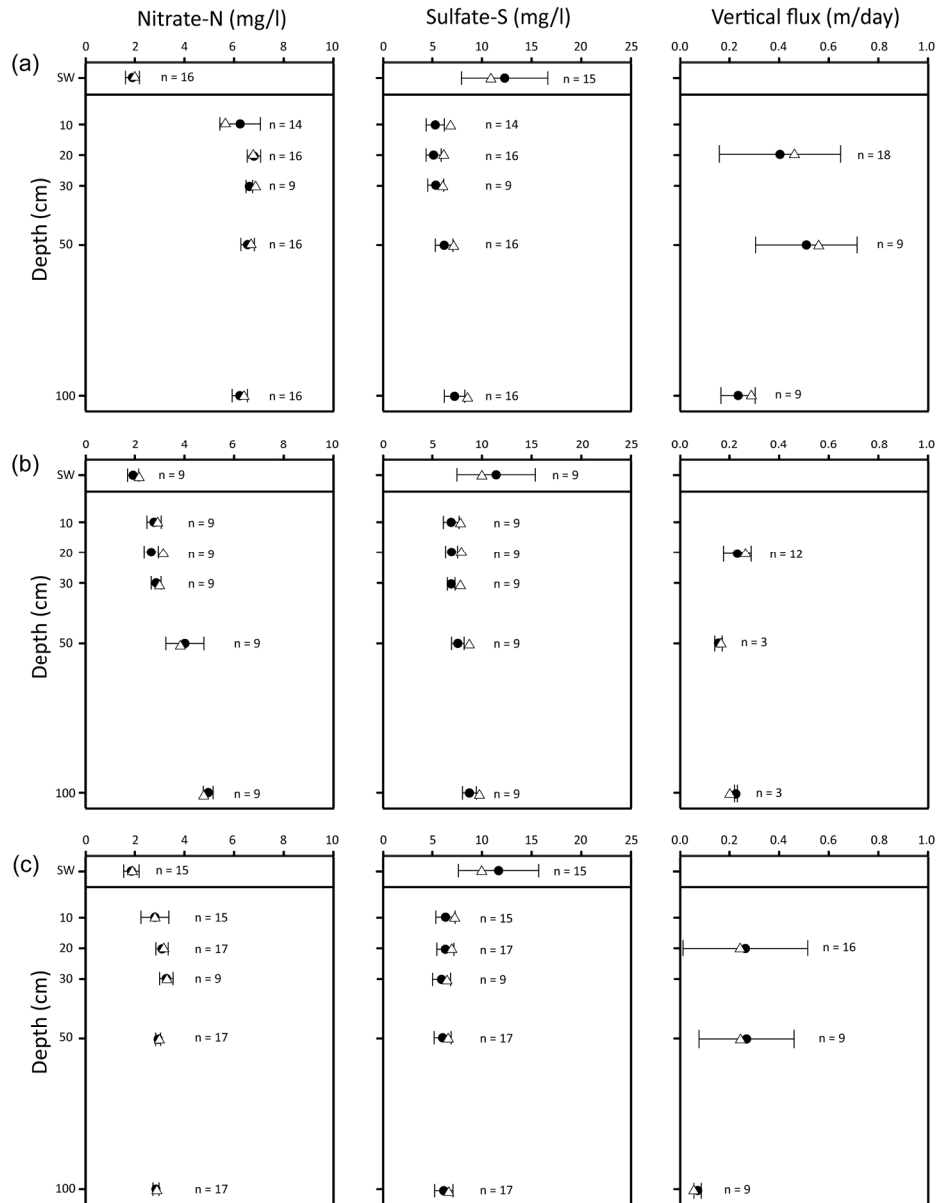 Nitrate-N (mg/l) Sulfate-S (mg/l) Vertical flux (m/day)
0 2 4 6 8 10 0 5 10 15 20 25 0.0 0.2 0.4 0.6 0.8 1.0
(a)
SW n = 16 n = 15
10 n = 14 n = 14
20 n = 16 n = 16 n = 18
30 n = 9 n = 9
50 n = 16 n = 16 n = 9
100 n = 16 n = 16 n = 9
Depth (cm)
0 2 4 6 8 10 0 5 10 15 20 25 0.0 0.2 0.4 0.6 0.8 1.0
(b)
SW n = 9 n = 9
10 n = 9 n = 9
20 n = 9 n = 9 n = 12
30 n = 9 n = 9
50 n = 9 n = 9 n = 3
100 n = 9 n = 9 n = 3
Depth (cm)
0 2 4 6 8 10 0 5 10 15 20 25 0.0 0.2 0.4 0.6 0.8 1.0
(c)
SW n = 15 n = 15
10 n = 15 n = 15
20 n = 17 n = 17 n = 16
30 n = 9 n = 9
50 n = 17 n = 17 n = 9
100 n = 17 n = 17 n = 9
Depth (cm)